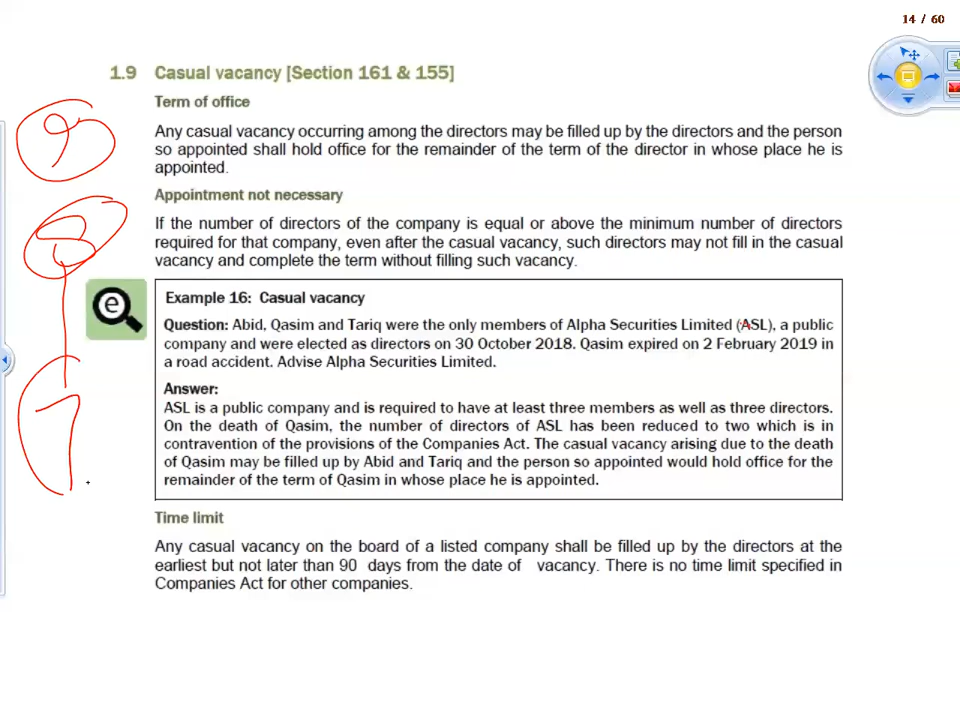 14 / 60
1.9 Casual vacancy [Section 161 & 155]
Term of office
Any casual vacancy occurring among the directors may be filled up by the directors and the person
so appointed shall hold office for the remainder of the term of the director in whose place he is
appointed.
Appointment not necessary
If the number of directors of the company is equal or above the minimum number of directors
required for that company, even after the casual vacancy, such directors may not fill in the casual
vacancy and complete the term without filling such vacancy.
e
Example 16: Casual vacancy
Question: Abid, Qasim and Tariq were the only members of Alpha Securities Limited (ASL), a public
company and were elected as directors on 30 October 2018. Qasim expired on 2 February 2019 in
a road accident. Advise Alpha Securities Limited.
Answer:
ASL is a public company and is required to have at least three members as well as three directors.
On the death of Qasim, the number of directors of ASL has been reduced to two which is in
contravention of the provisions of the Companies Act. The casual vacancy arising due to the death
of Qasim may be filled up by Abid and Tariq and the person so appointed would hold office for the
remainder of the term of Qasim in whose place he is appointed.
Time limit
Any casual vacancy on the board of a listed company shall be filled up by the directors at the
earliest but not later than 90 days from the date of vacancy. There is no time limit specified in
Companies Act for other companies.
9
7